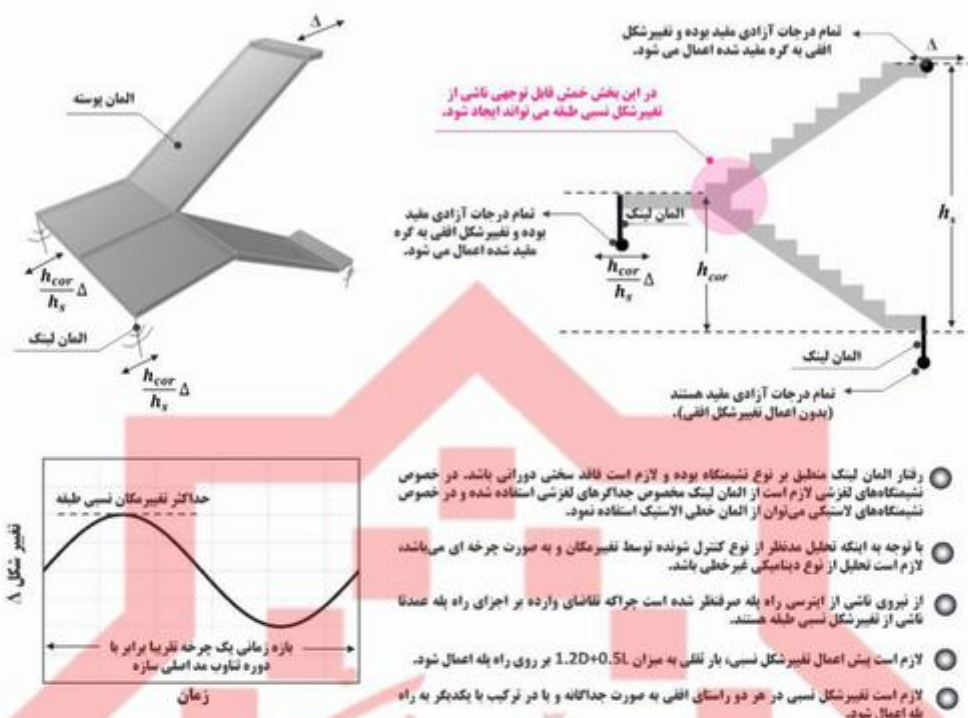 Δ
المان پوسته
h_cor/h_s Δ
المان لینک
h_cor/h_s Δ
تمام درجات آزادی مقید بوده و تغییرشکل
افقی به گره مقید شده اعمال می شود.
Δ
در این بخش خمش قابل توجهی ناشی از
تغییرشکل نسبی طبقه می تواند ایجاد شود.
المان لینک
تمام درجات آزادی مقید
بوده و تغییرشکل افقی به گره
مقید شده اعمال می شود.
h_cor/h_s Δ
h_cor
h_s
المان لینک
تمام درجات آزادی مقید هستند
(بدون اعمال تغییرشکل افقی).
حداکثر تغییرمکان نسبی طبقه
تغییر شکل Δ
بازه زمانی یک چرخه تقریبا برابر با
دوره تناوب مد اصلی سازه
زمان
رفتار المان لینک منطبق بر نوع نشیمنگاه بوده و لازم است فاقد سختی دورانی باشد. در خصوص
نشیمنگاه‌های لغزشی لازم است از المان لینک مخصوص جداگرهای لغزشی استفاده شده و در خصوص
نشیمنگاه‌های لاستیکی می‌توان از المان خطی الاستیک استفاده نمود.
با توجه به اینکه تحلیل مدنظر از نوع کنترل شونده توسط تغییرمکان و به صورت چرخه ای می‌باشد،
لازم است تحلیل از نوع دینامیکی غیرخطی باشد.
از نیروی ناشی از اینرسی راه پله صرفنظر شده است چراکه تقاضای وارده بر اجزای راه پله عمدتا
ناشی از تغییرشکل نسبی طبقه هستند.
لازم است پیش اعمال تغییرشکل نسبی، بار ثقلی به میزان 1.2D+0.5L بر روی راه پله اعمال شود.
لازم است تغییرشکل نسبی در هر دو راستای افقی به صورت جداگانه و یا در ترکیب با یکدیگر به راه
پله اعمال شود.